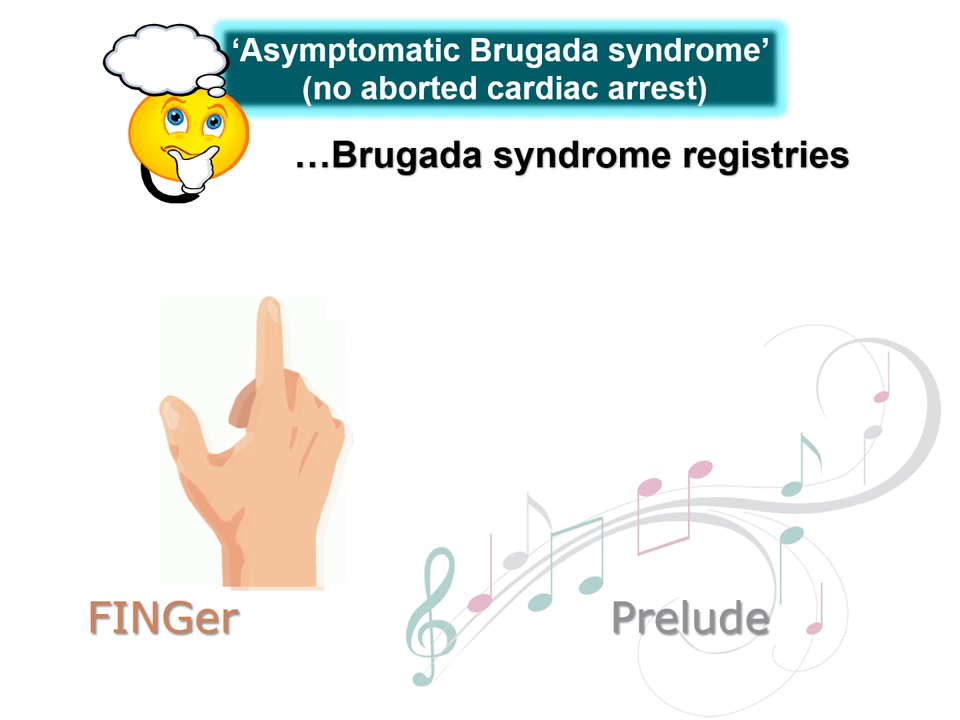 ‘Asymptomatic Brugada syndrome’
(no aborted cardiac arrest)
…Brugada syndrome registries
FINGer
Prelude